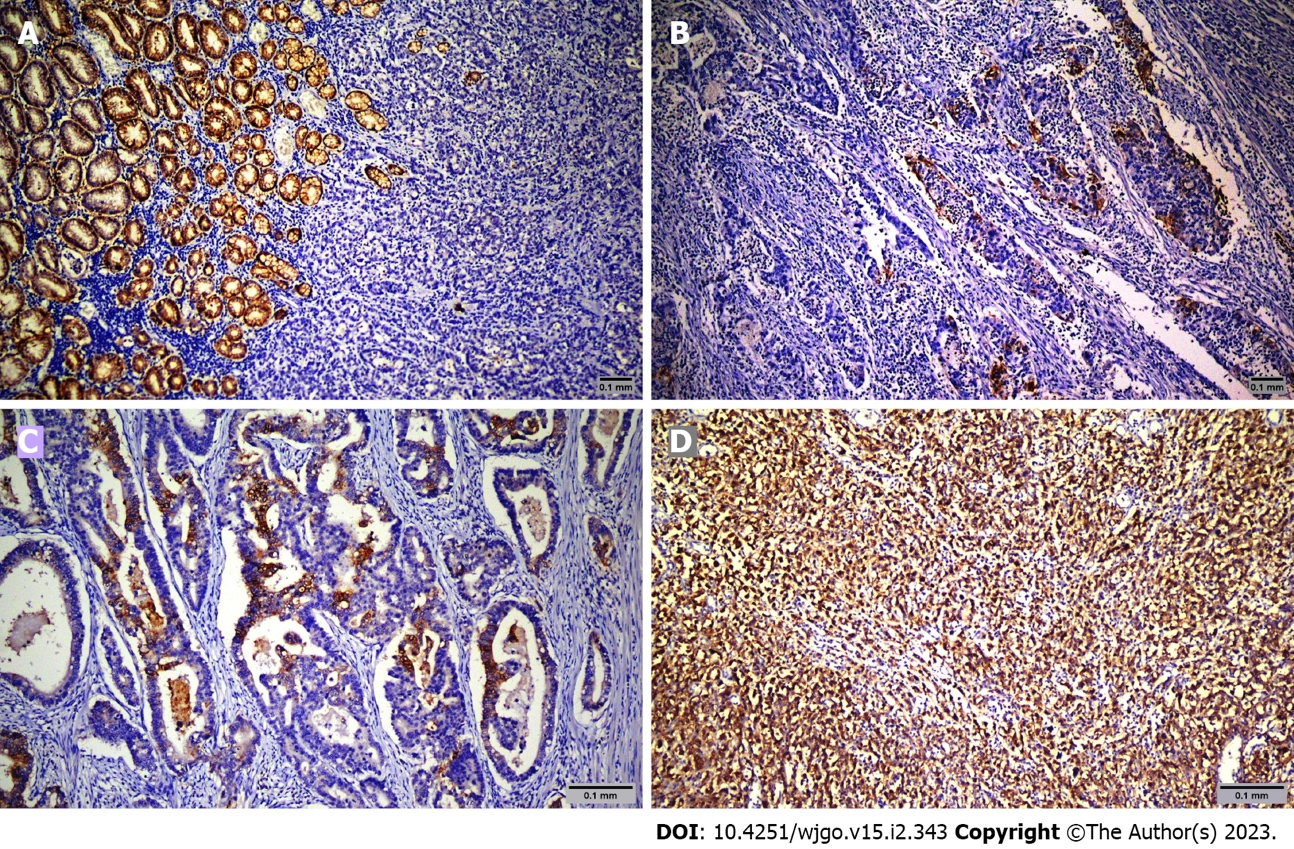 A
B
0.1 mm
0.1 mm
C
D
0.1 mm
0.1 mm
DOI: 10.4251/wjgo.v15.i2.343 Copyright ©The Author(s) 2023.